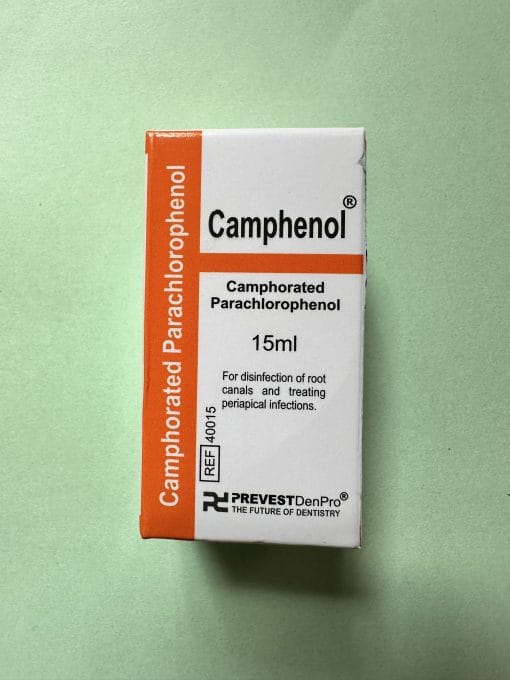 Camphorated Parachlorophenol
Camphenol®
Camphorated
Parachlorophenol
15ml
For disinfection of root
canals and treating
periapical infections.
REF 40015
PREVESTDenPro®
THE FUTURE OF DENTISTRY